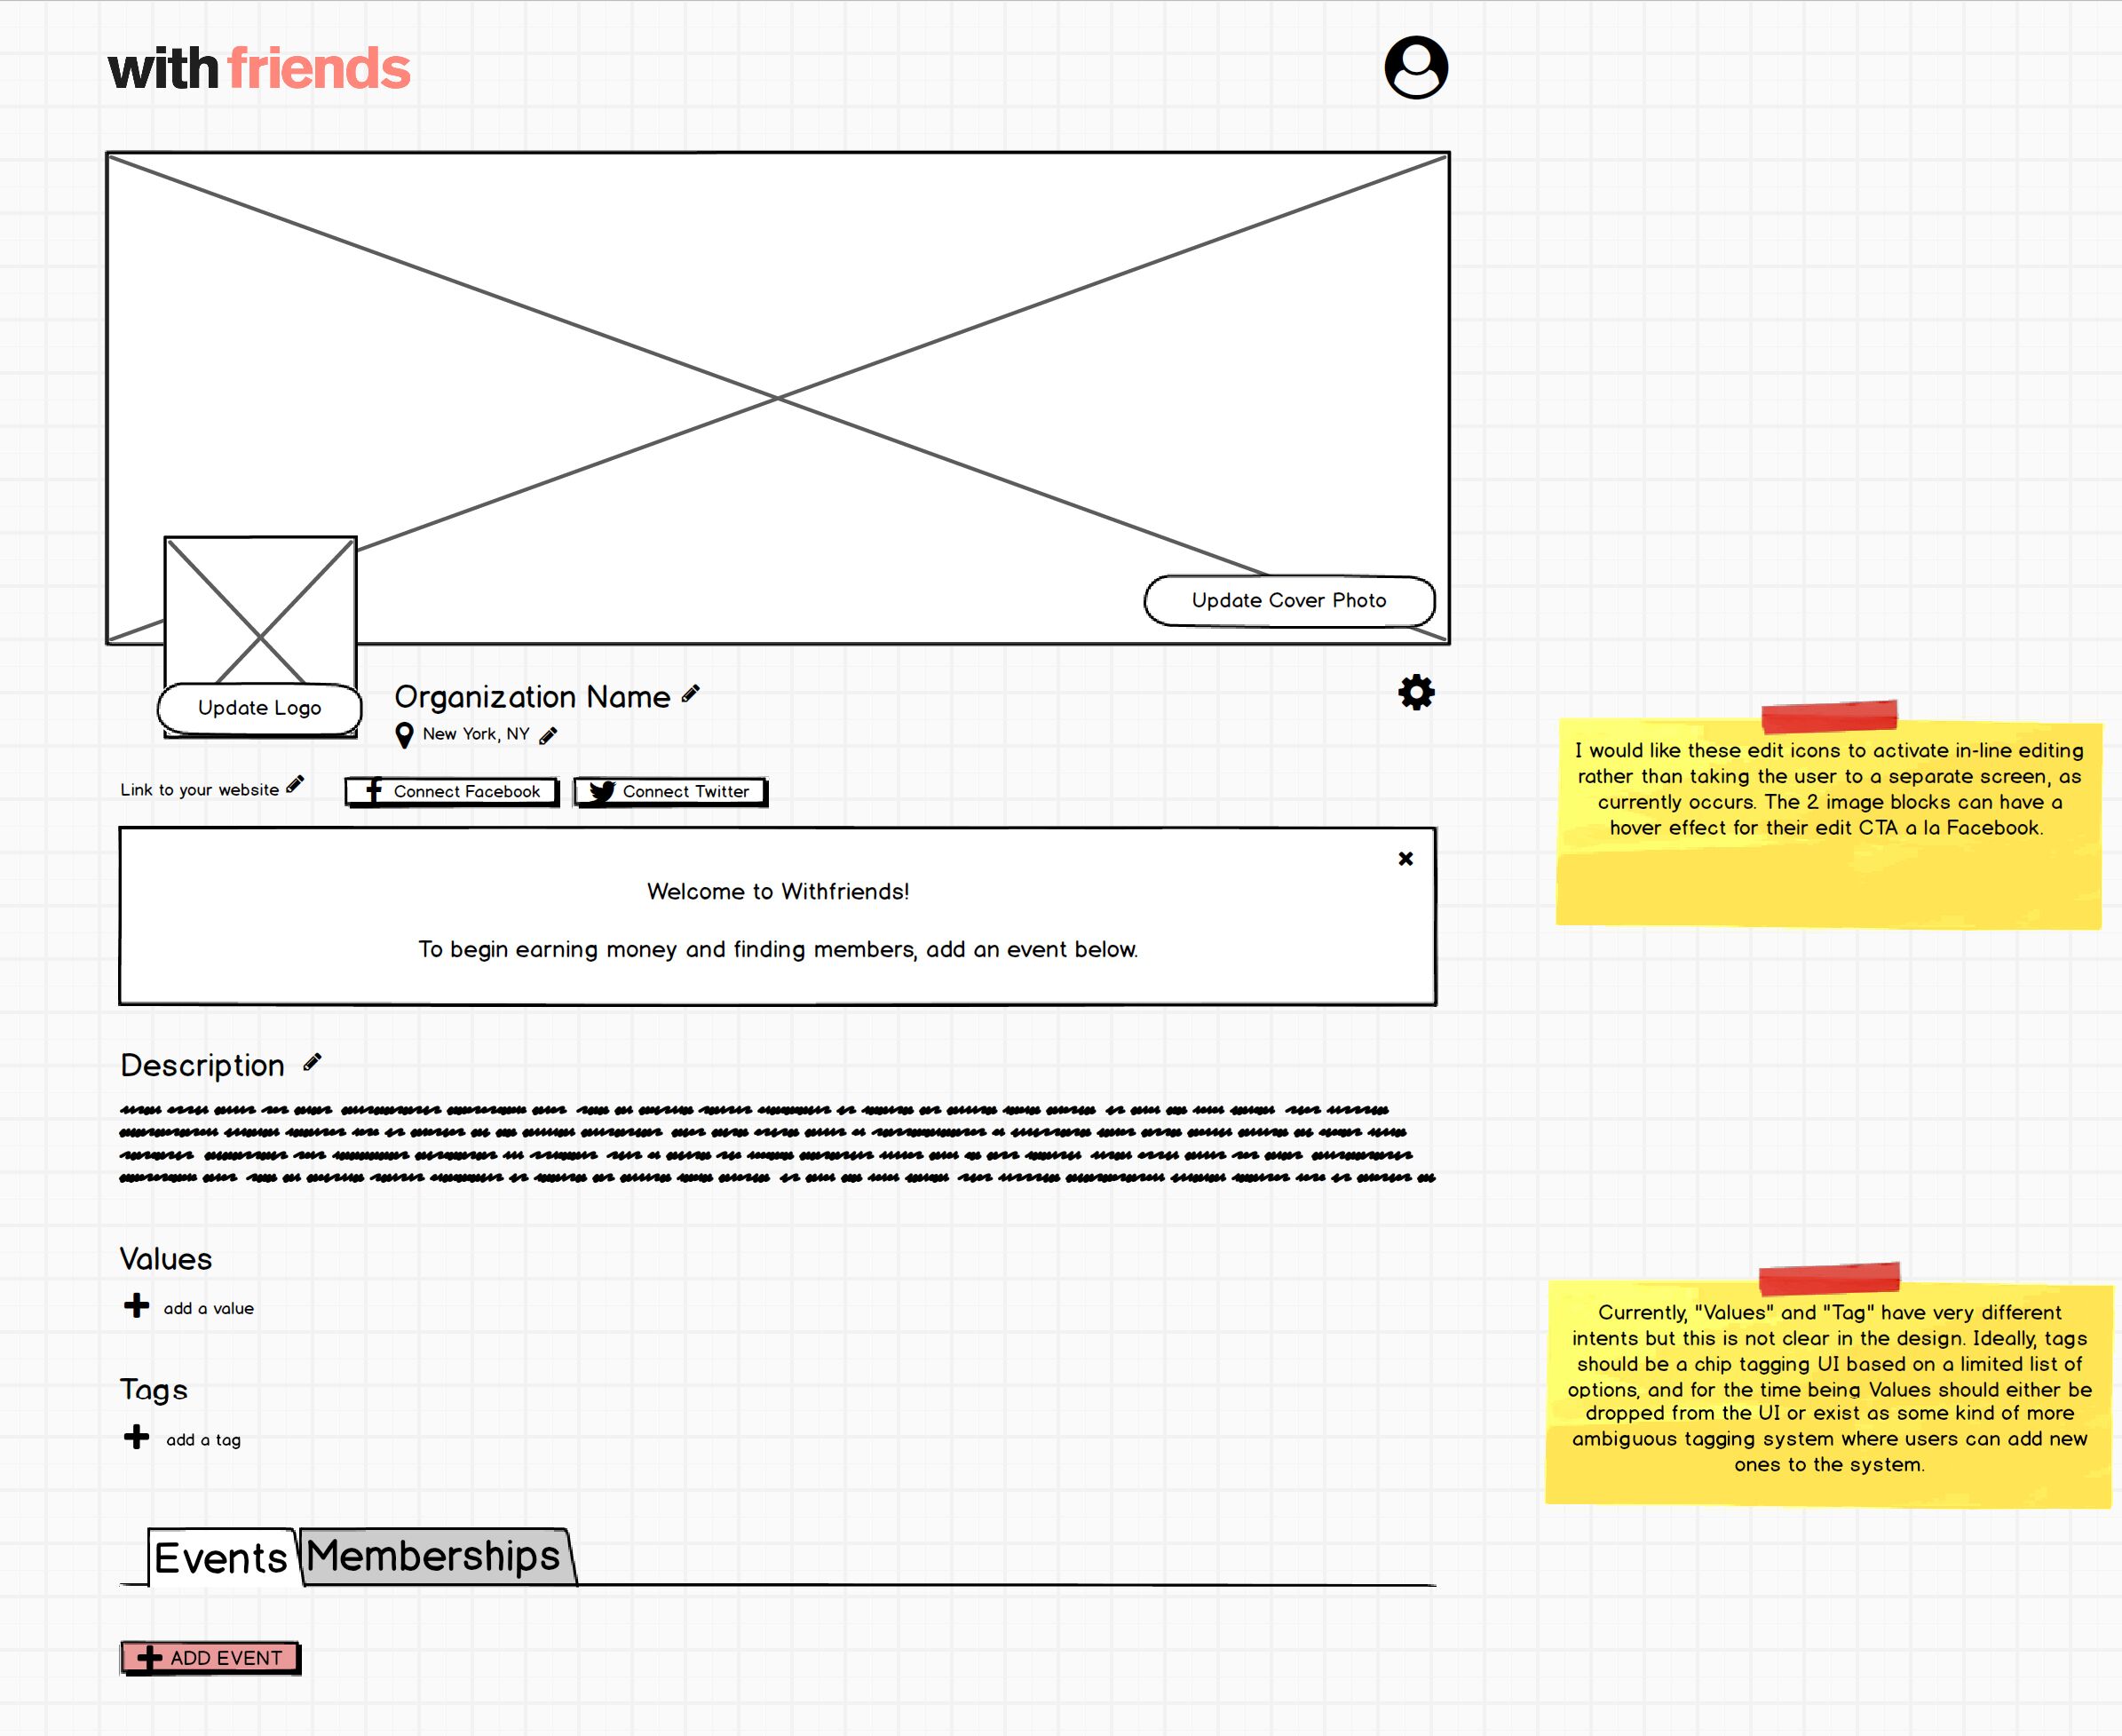 with friends
Update Cover Photo
Update Logo
Organization Name
New York, NY
Link to your website
Connect Facebook
Connect Twitter
I would like these edit icons to activate in-line editing
rather than taking the user to a separate screen, as
currently occurs. The 2 image blocks can have a
hover effect for their edit CTA a la Facebook.
Welcome to Withfriends!
To begin earning money and finding members, add an event below.
Description
Values
add a value
Tags
add a tag
Currently, "Values" and "Tag" have very different
intents but this is not clear in the design. Ideally, tags
should be a chip tagging UI based on a limited list of
options, and for the time being Values should either be
dropped from the UI or exist as some kind of more
ambiguous tagging system where users can add new
ones to the system.
Events
Memberships
ADD EVENT